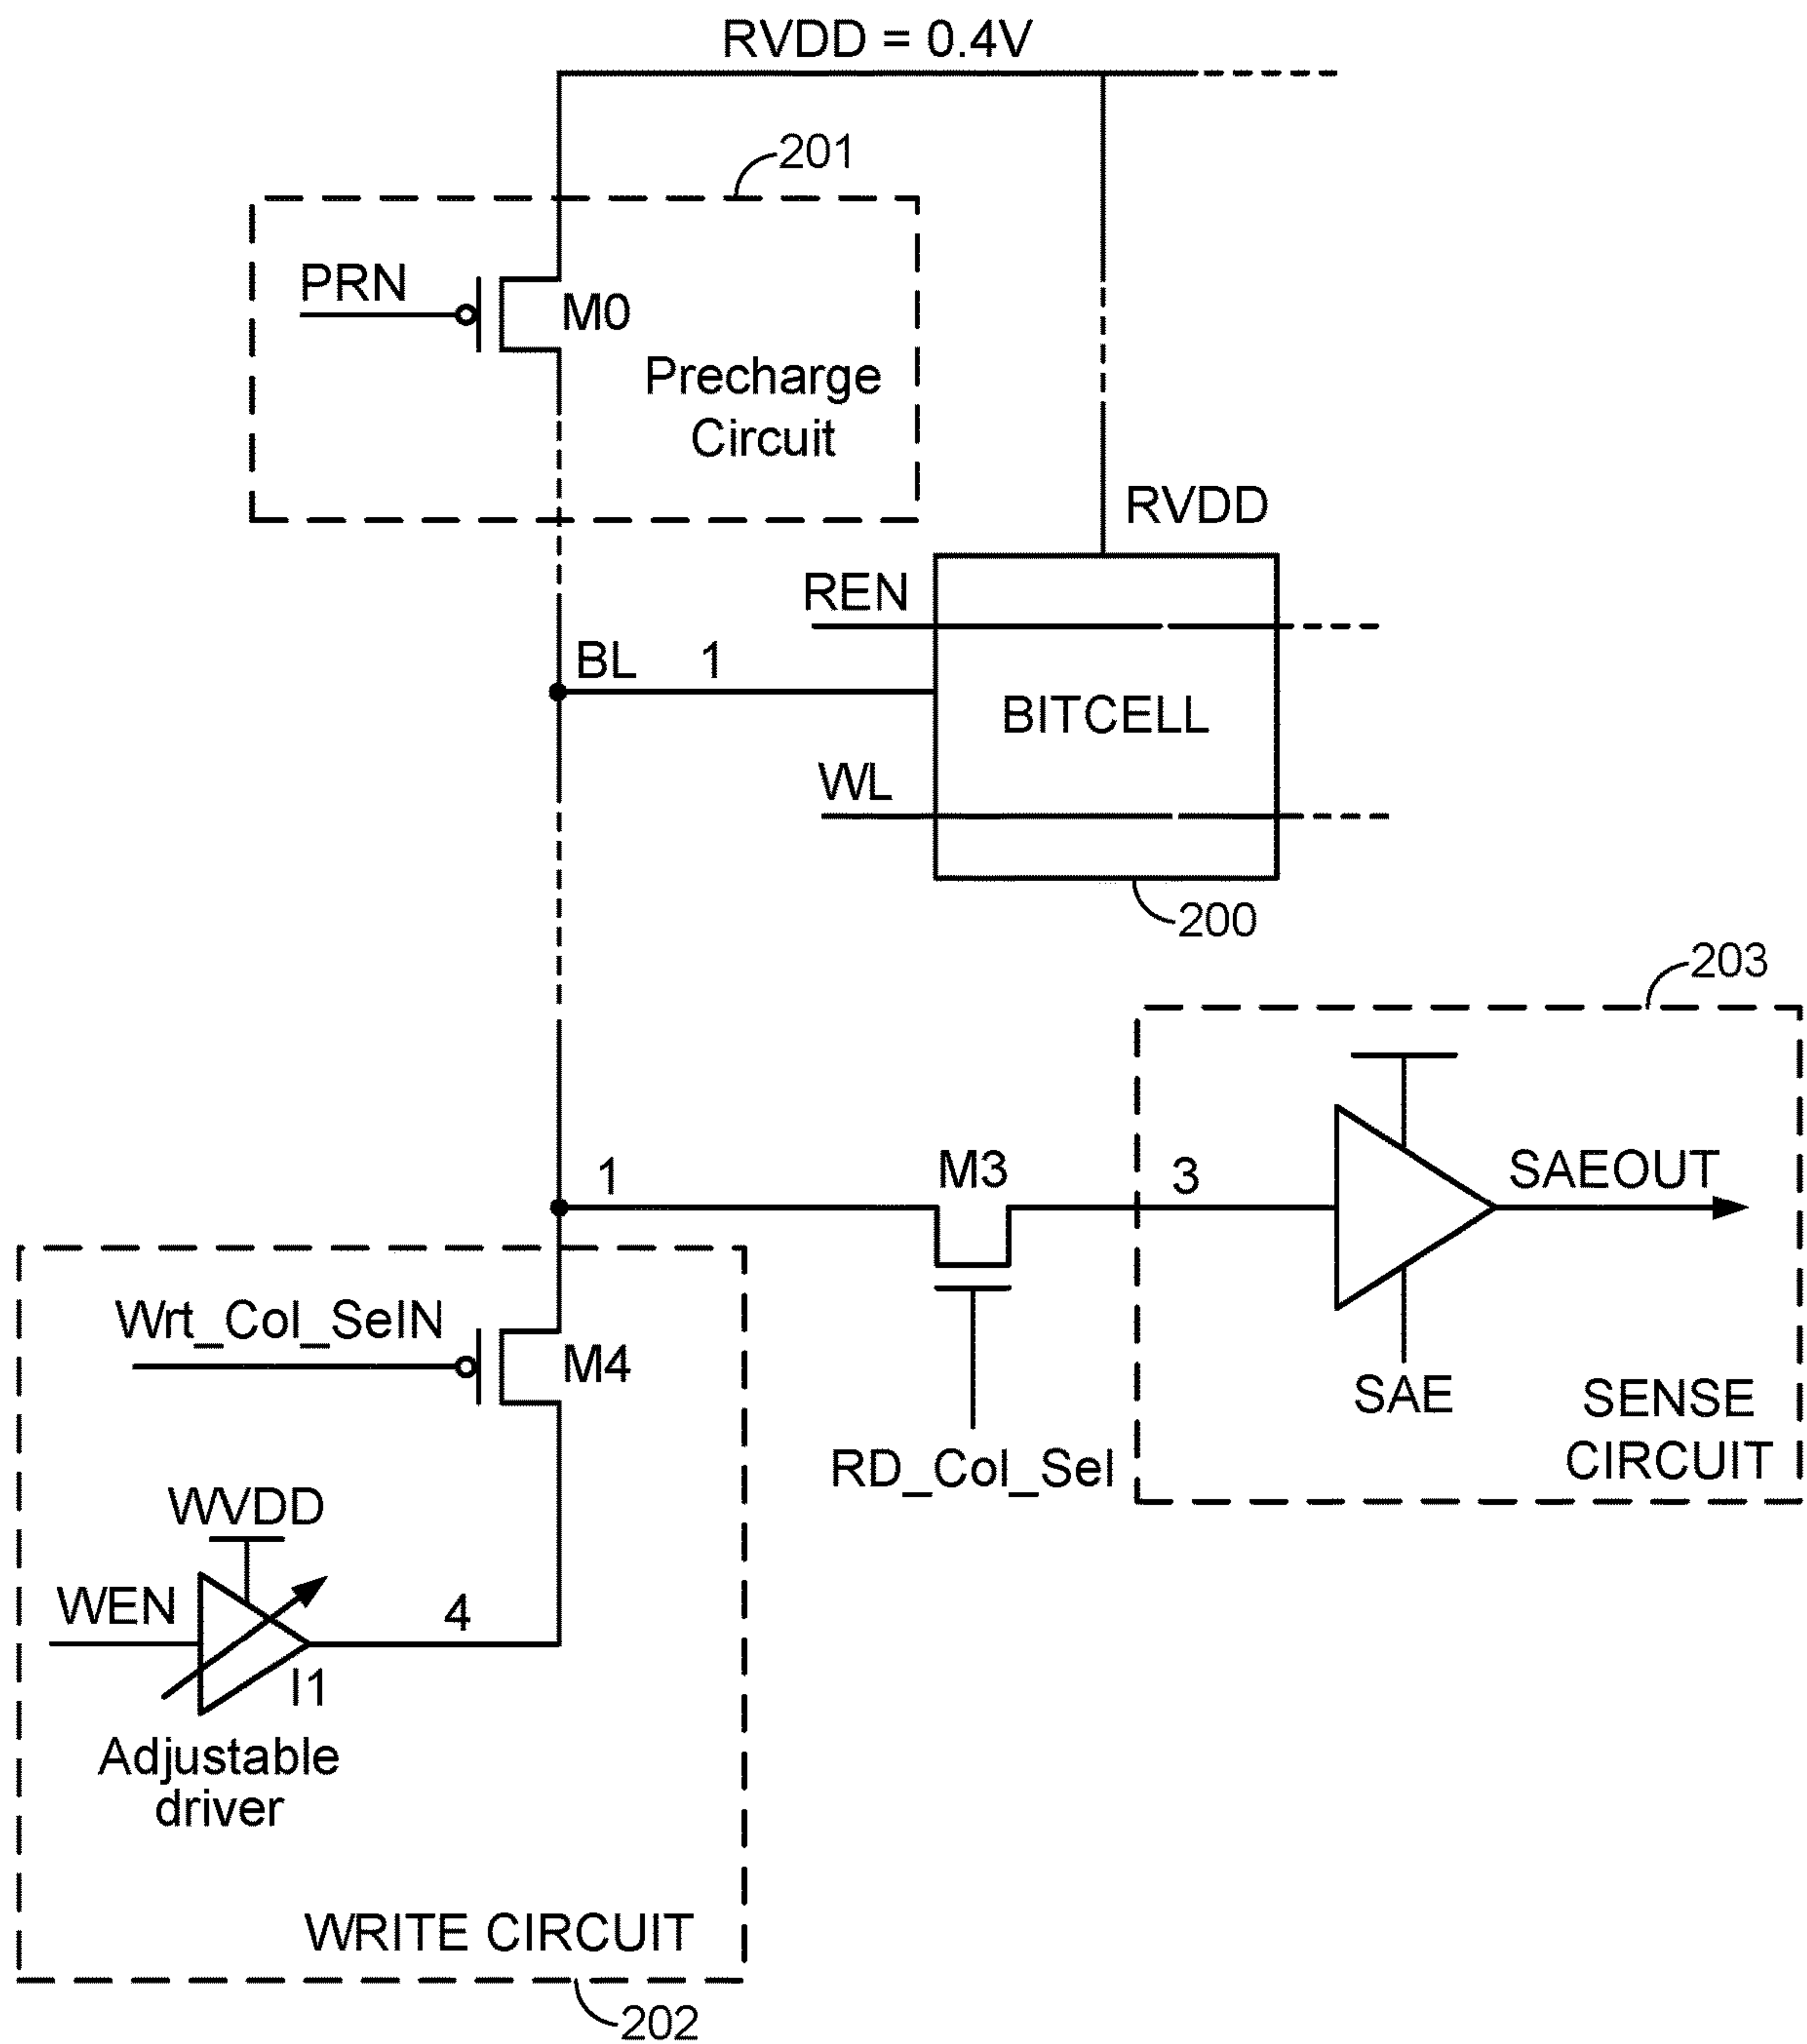 RVDD = 0.4V
201
PRN
M0
Precharge
Circuit
RVDD
REN
BL
1
BITCELL
WL
200
203
1
M3
3
SAEOUT
Wrt_Col_SelN
M4
SAE
SENSE
CIRCUIT
RD_Col_Sel
WVDD
WEN
4
I1
Adjustable
driver
WRITE CIRCUIT
202